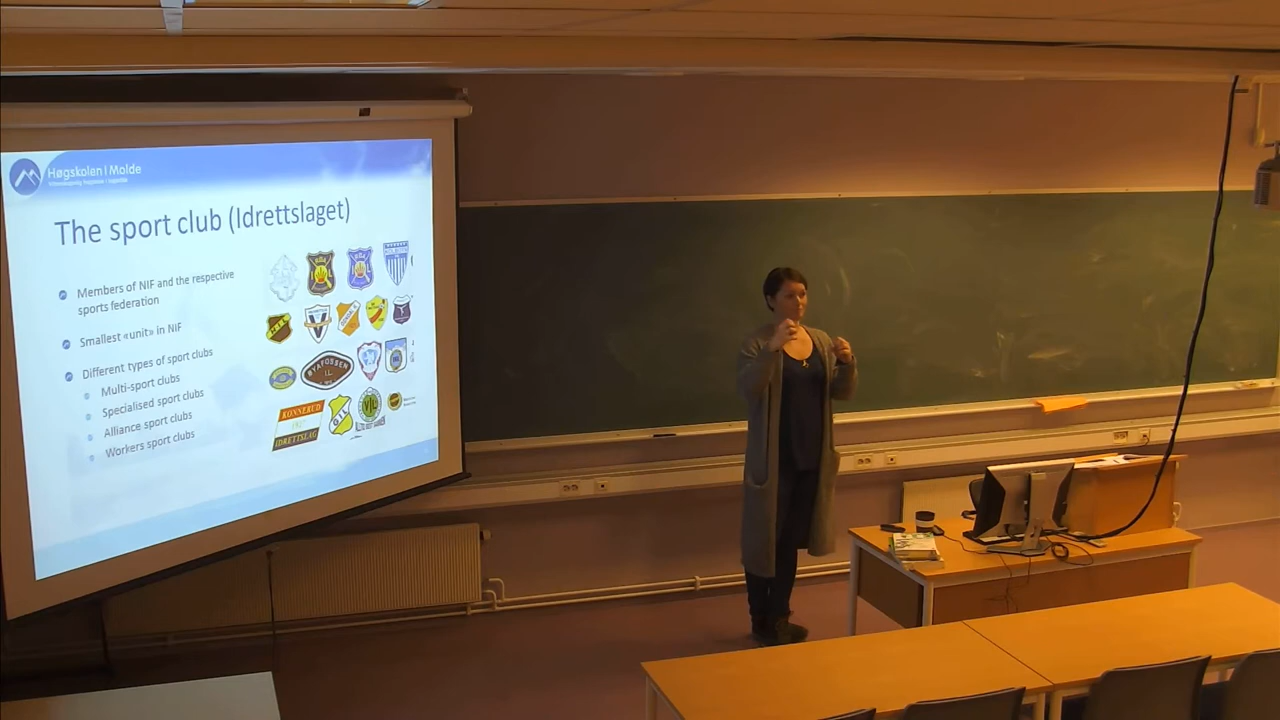 Høgskolen i Molde
The sport club (Idrettslaget)
Members of NIF and the respective
sports federation
Smallest «unit» in NIF
Different types of sport clubs
Multi-sport clubs
Specialised sport clubs
Alliance sport clubs
Workers sport clubs
ØYAFOSSEN
I.L.
KONNERUD
IDRETTSLAG